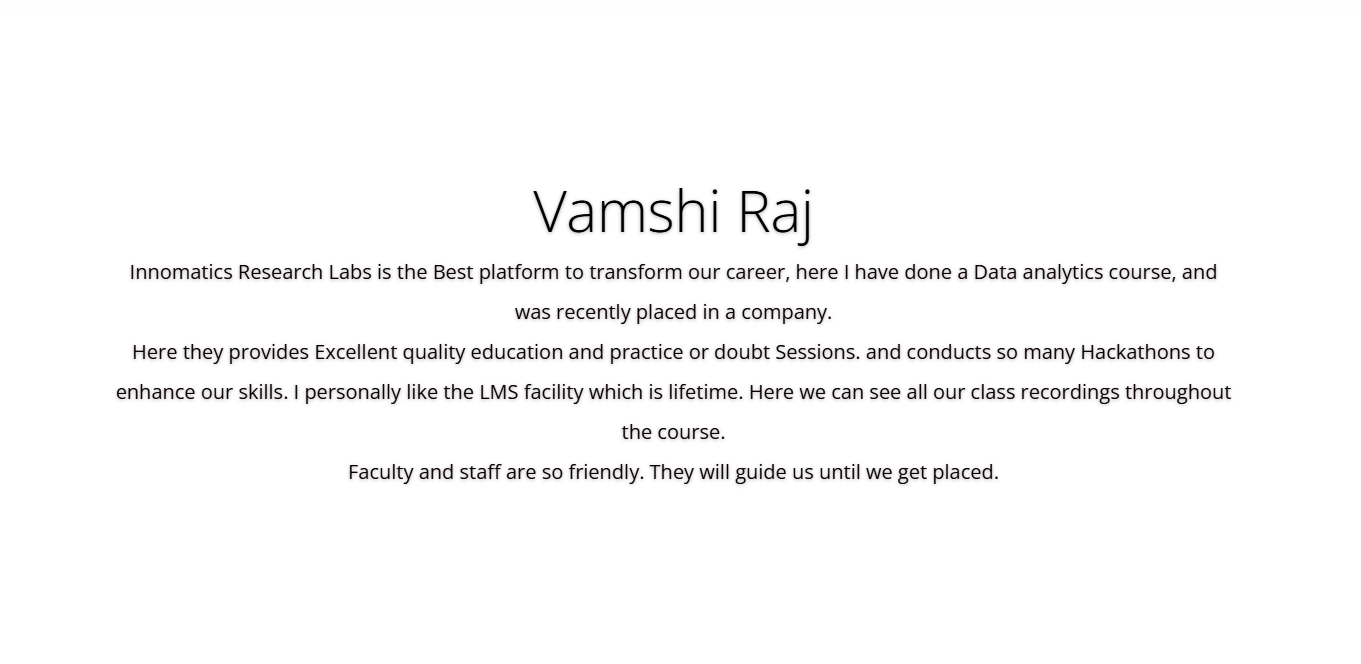 Vamshi Raj
Innomatics Research Labs is the Best platform to transform our career, here I have done a Data analytics course, and
was recently placed in a company.
Here they provides Excellent quality education and practice or doubt Sessions. and conducts so many Hackathons to
enhance our skills. I personally like the LMS facility which is lifetime. Here we can see all our class recordings throughout
the course.
Faculty and staff are so friendly. They will guide us until we get placed.